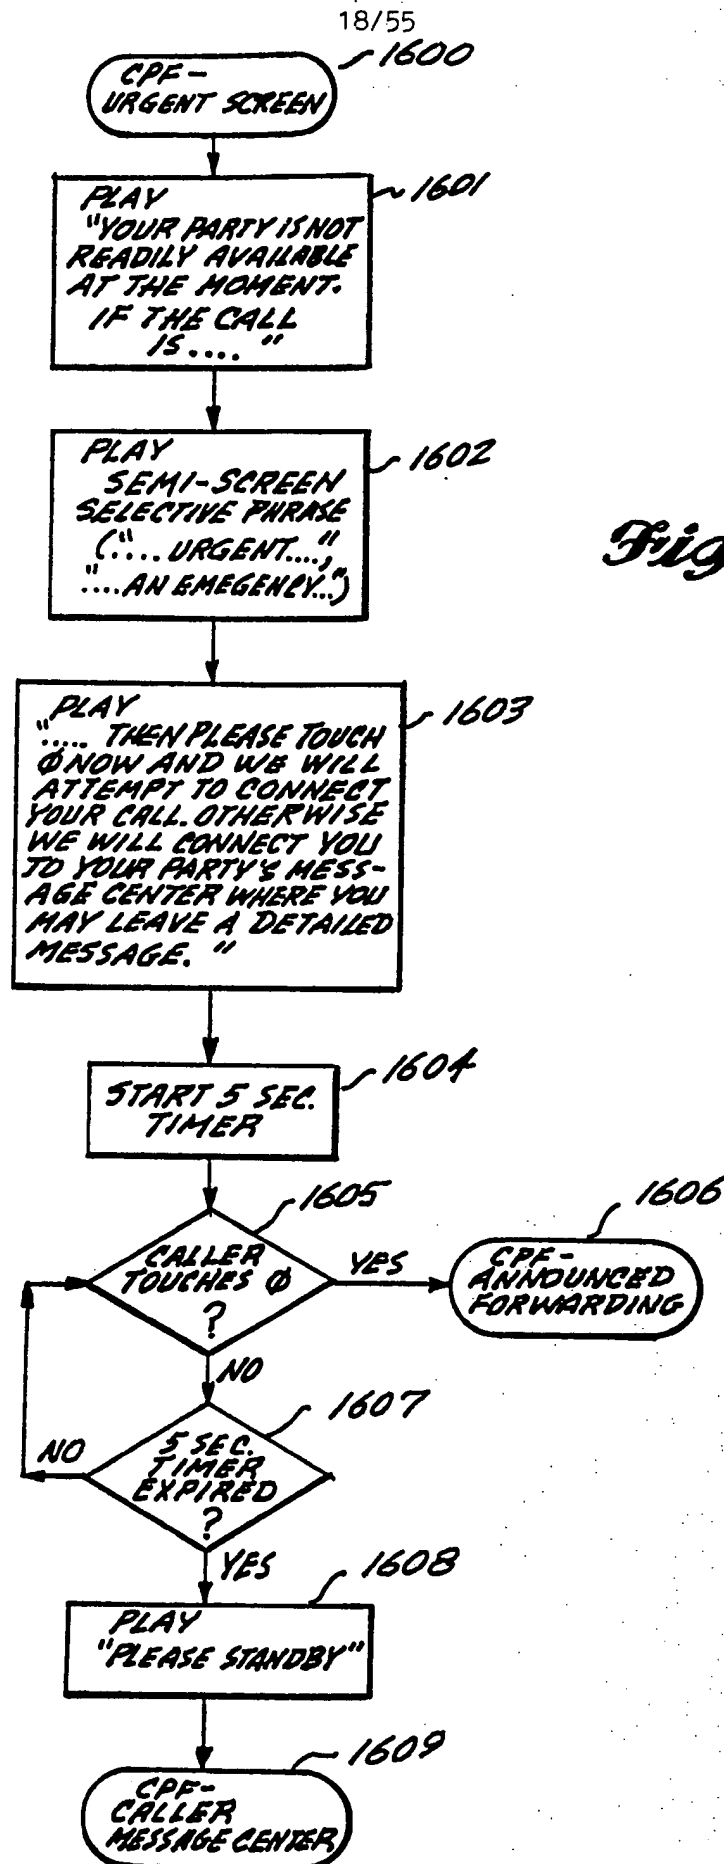 18/55
1600
CPF-
URGENT SCREEN
1601
PLAY
"YOUR PARTY IS NOT
READILY AVAILABLE
AT THE MOMENT.
IF THE CALL
IS...."
1602
PLAY
SEMI-SCREEN
SELECTIVE PHRASE
("....URGENT....,"
"....AN EMEGENCY...")
Fig
1603
PLAY
"..... THEN PLEASE TOUCH
Ø NOW AND WE WILL
ATTEMPT TO CONNECT
YOUR CALL. OTHERWISE
WE WILL CONNECT YOU
TO YOUR PARTY'S MESS-
AGE CENTER WHERE YOU
MAY LEAVE A DETAILED
MESSAGE."
1604
START 5 SEC.
TIMER
1605
CALLER
TOUCHES Ø
?
YES
1606
CPF-
ANNOUNCED
FORWARDING
NO
1607
5 SEC.
TIMER
EXPIRED
?
NO
YES
1608
PLAY
"PLEASE STANDBY"
1609
CPF-
CALLER
MESSAGE CENTER